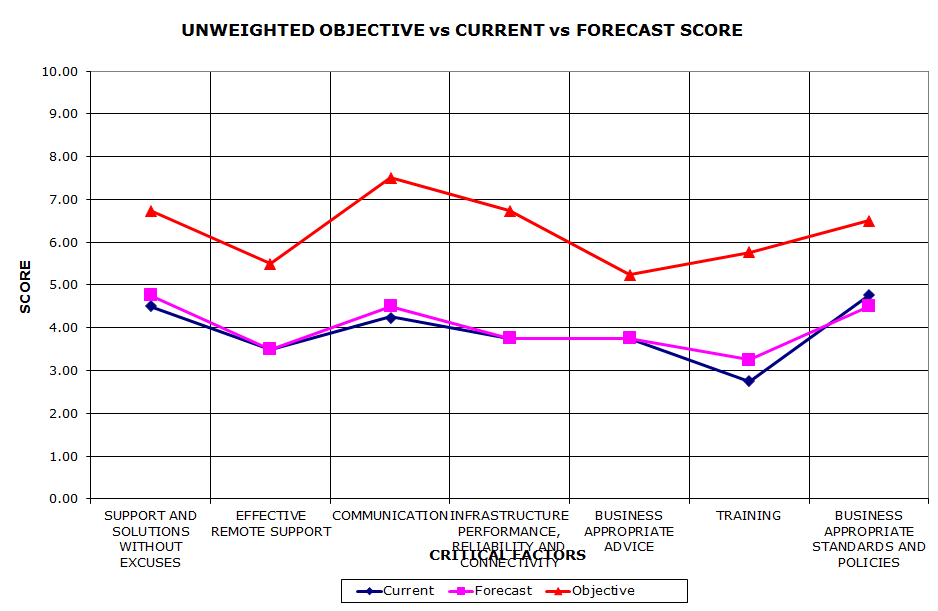 UNWEIGHTED OBJECTIVE vs CURRENT vs FORECAST SCORE
10.00
9.00
8.00
7.00
6.00
5.00
4.00
3.00
2.00
1.00
0.00
SCORE
SUPPORT AND
SOLUTIONS
WITHOUT
EXCUSES
EFFECTIVE
REMOTE SUPPORT
COMMUNICATION
INFRASTRUCTURE
PERFORMANCE,
RELIABILITY AND
CONNECTIVITY
BUSINESS
APPROPRIATE
ADVICE
TRAINING
BUSINESS
APPROPRIATE
STANDARDS AND
POLICIES
CRITICAL FACTORS
Current Forecast Objective